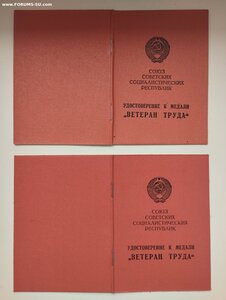 www.FORUMS-SU.com
СОЮЗ
СОВЕТСКИХ
СОЦИАЛИСТИЧЕСКИХ
РЕСПУБЛИК
УДОСТОВЕРЕНИЕ К МЕДАЛИ
„ВЕТЕРАН ТРУДА“
СОЮЗ
СОВЕТСКИХ
СОЦИАЛИСТИЧЕСКИХ
РЕСПУБЛИК
УДОСТОВЕРЕНИЕ К МЕДАЛИ
„ВЕТЕРАН ТРУДА“